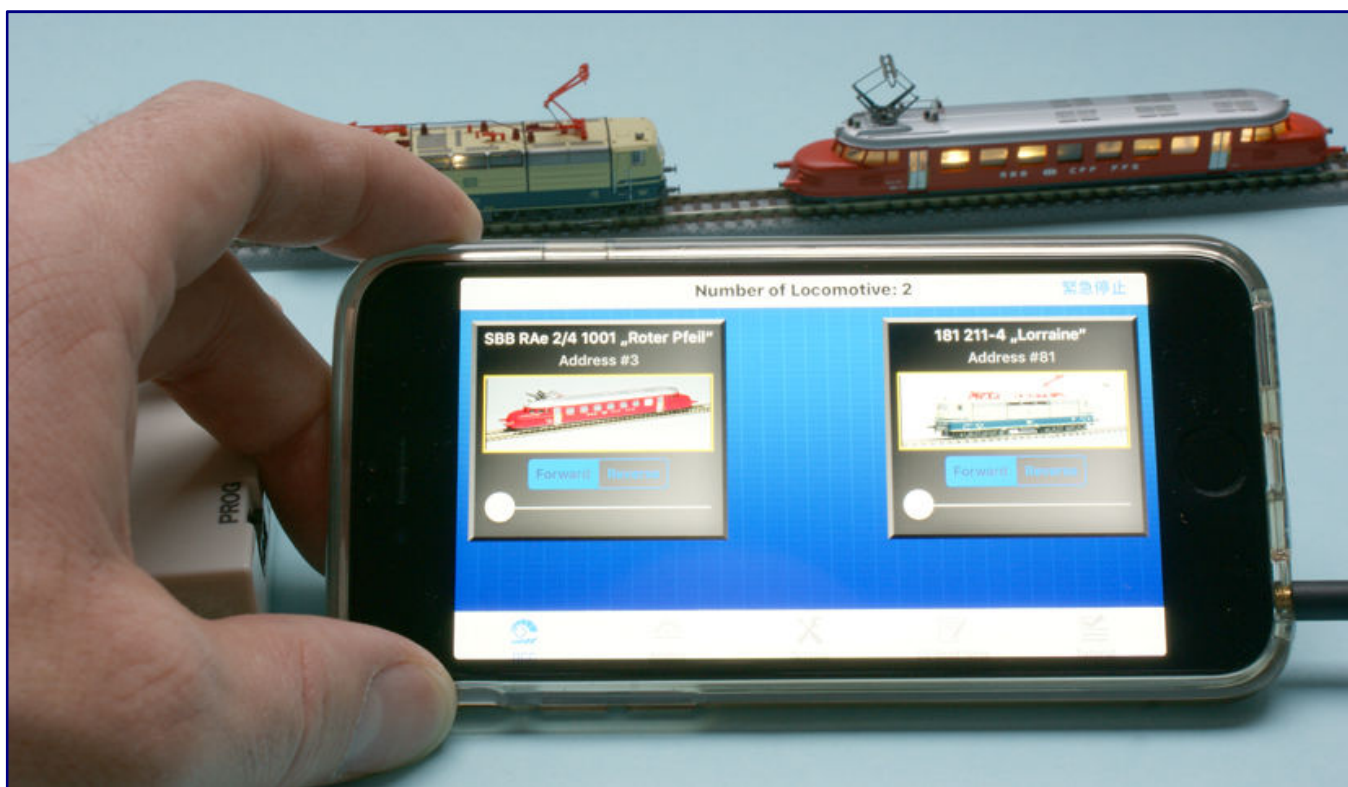 SBB CFF FFS
Number of Locomotive: 2
緊急停止
SBB RAe 2/4 1001 „Roter Pfeil“
Address #3
Forward
Reverse
181 211-4 „Lorraine“
Address #81
Forward
Reverse
PROG